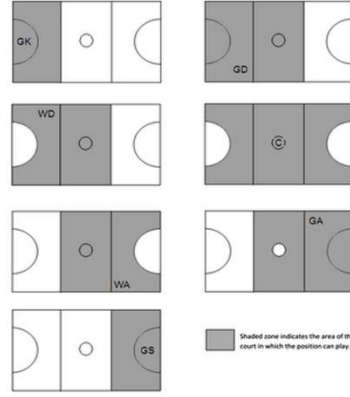 GK
GD
WD
C
WA
GA
GS
Shaded zone indicates the area of the
court in which the position can play.